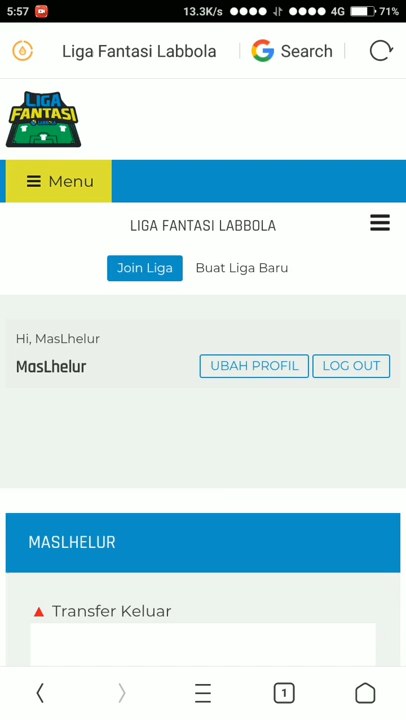 5:57 13.3K/s 4G 71%
Liga Fantasi Labbola Search
LIGA
FANTASI
Menu
LIGA FANTASI LABBOLA
Join Liga Buat Liga Baru
Hi, MasLhelur
MasLhelur UBAH PROFIL LOG OUT
MASLHELUR
Transfer Keluar
1